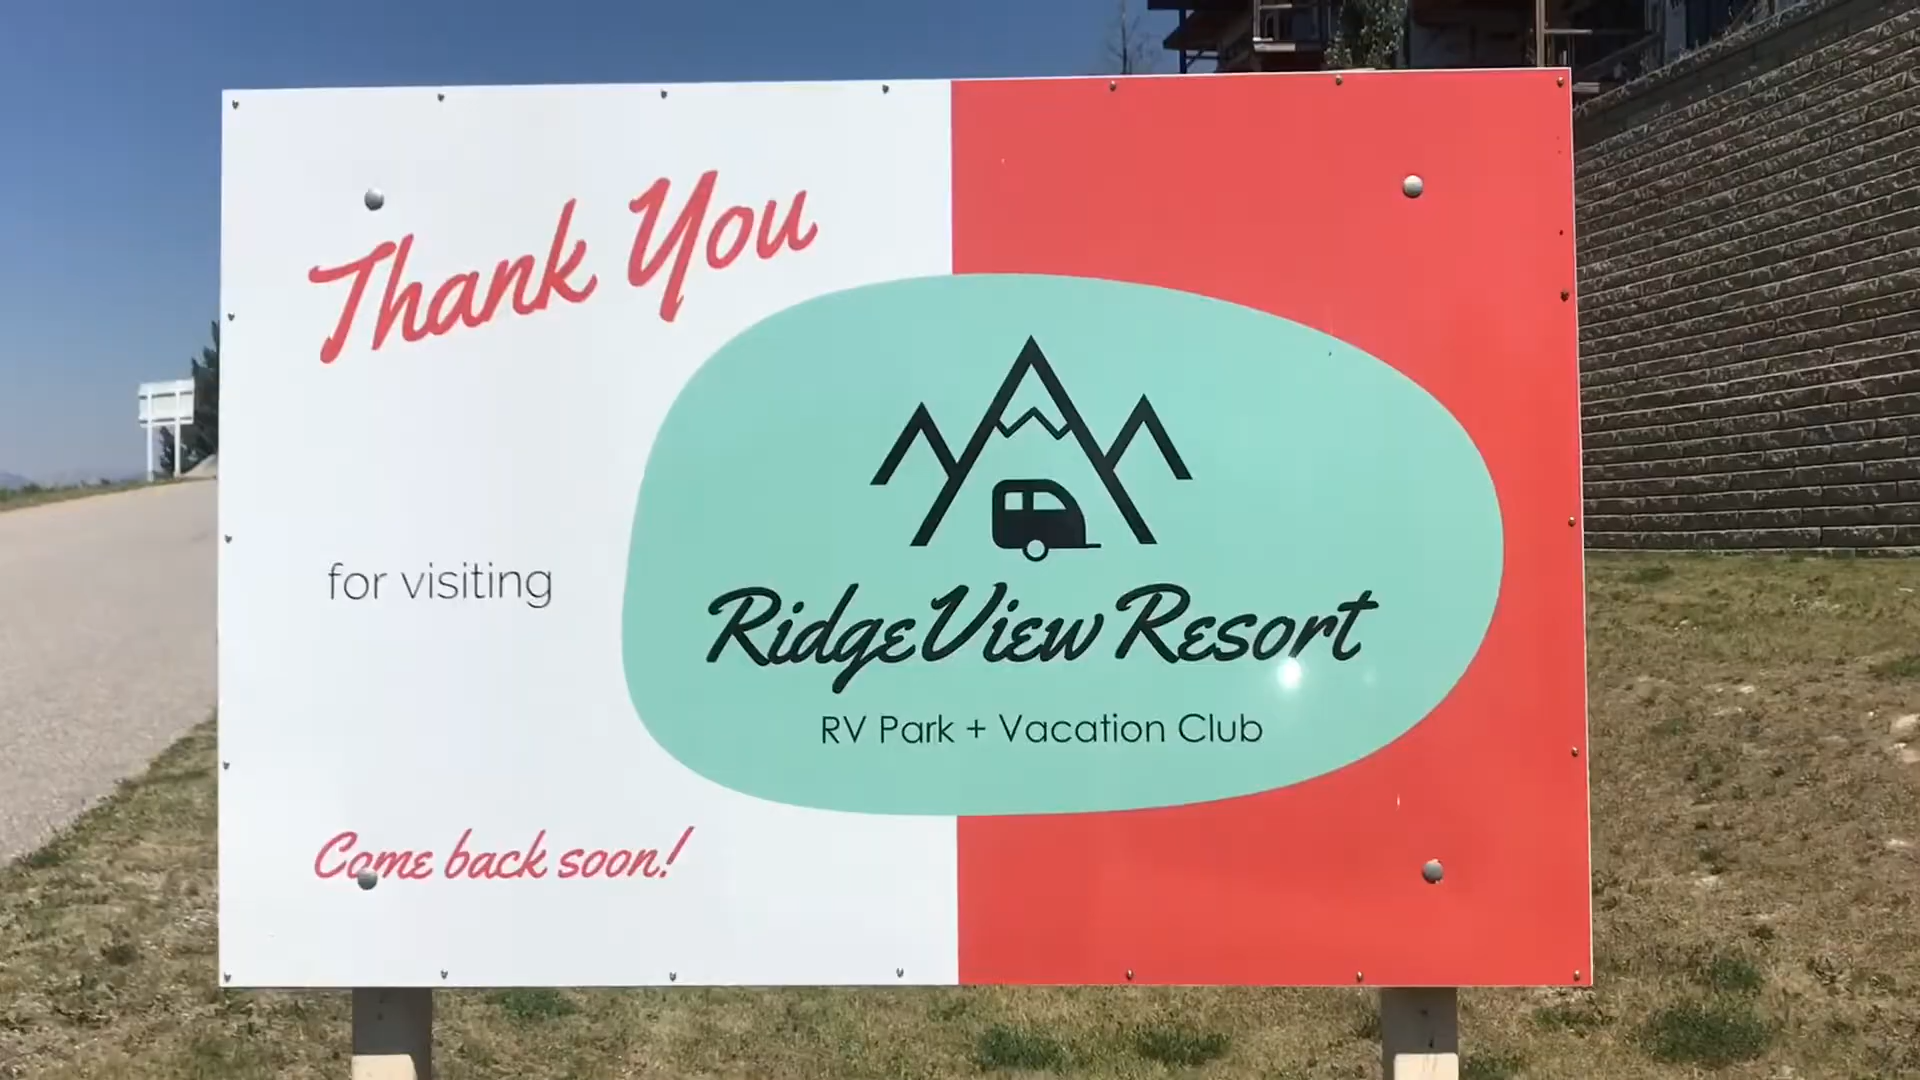 Thank You
for visiting
RidgeView Resort
RV Park + Vacation Club
Come back soon!